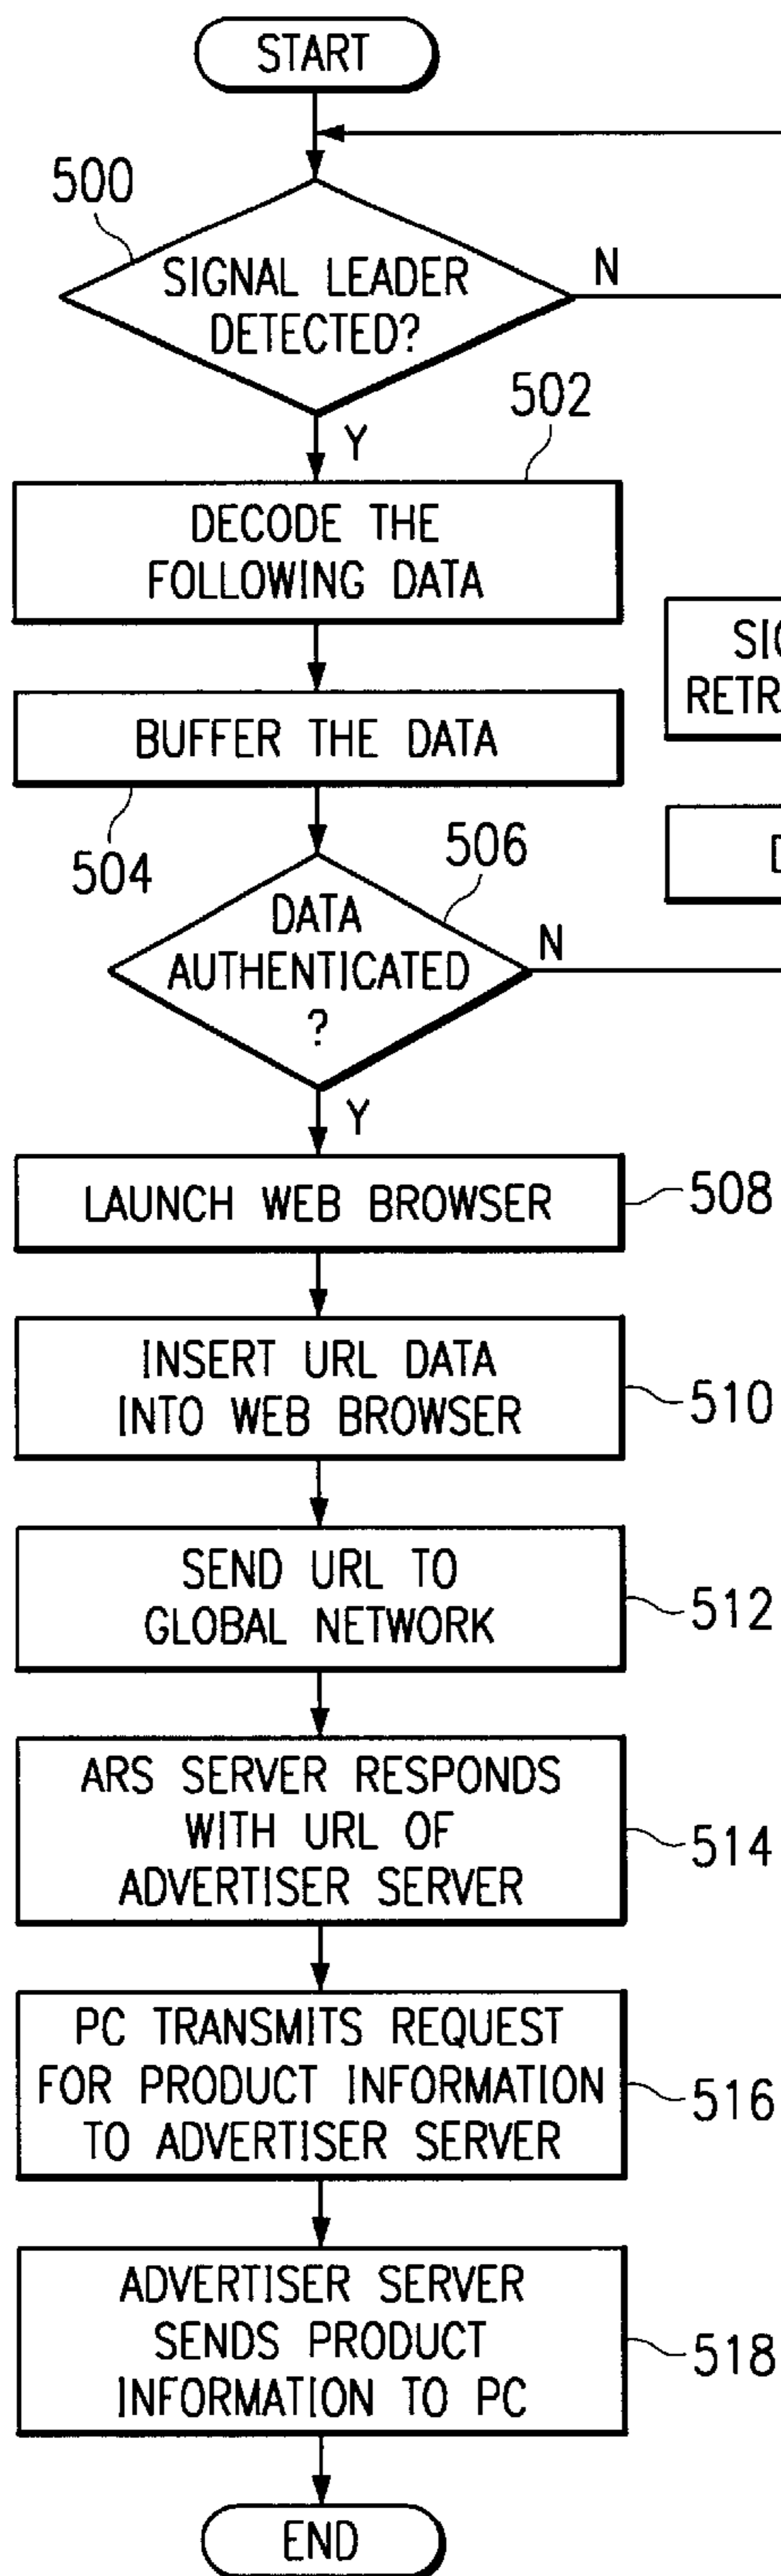 START
500
SIGNAL LEADER
DETECTED?
N
Y
502
DECODE THE
FOLLOWING DATA
BUFFER THE DATA
504
506
DATA
AUTHENTICATED
?
N
Y
LAUNCH WEB BROWSER
508
INSERT URL DATA
INTO WEB BROWSER
510
SEND URL TO
GLOBAL NETWORK
512
ARS SERVER RESPONDS
WITH URL OF
ADVERTISER SERVER
514
PC TRANSMITS REQUEST
FOR PRODUCT INFORMATION
TO ADVERTISER SERVER
516
ADVERTISER SERVER
SENDS PRODUCT
INFORMATION TO PC
518
END